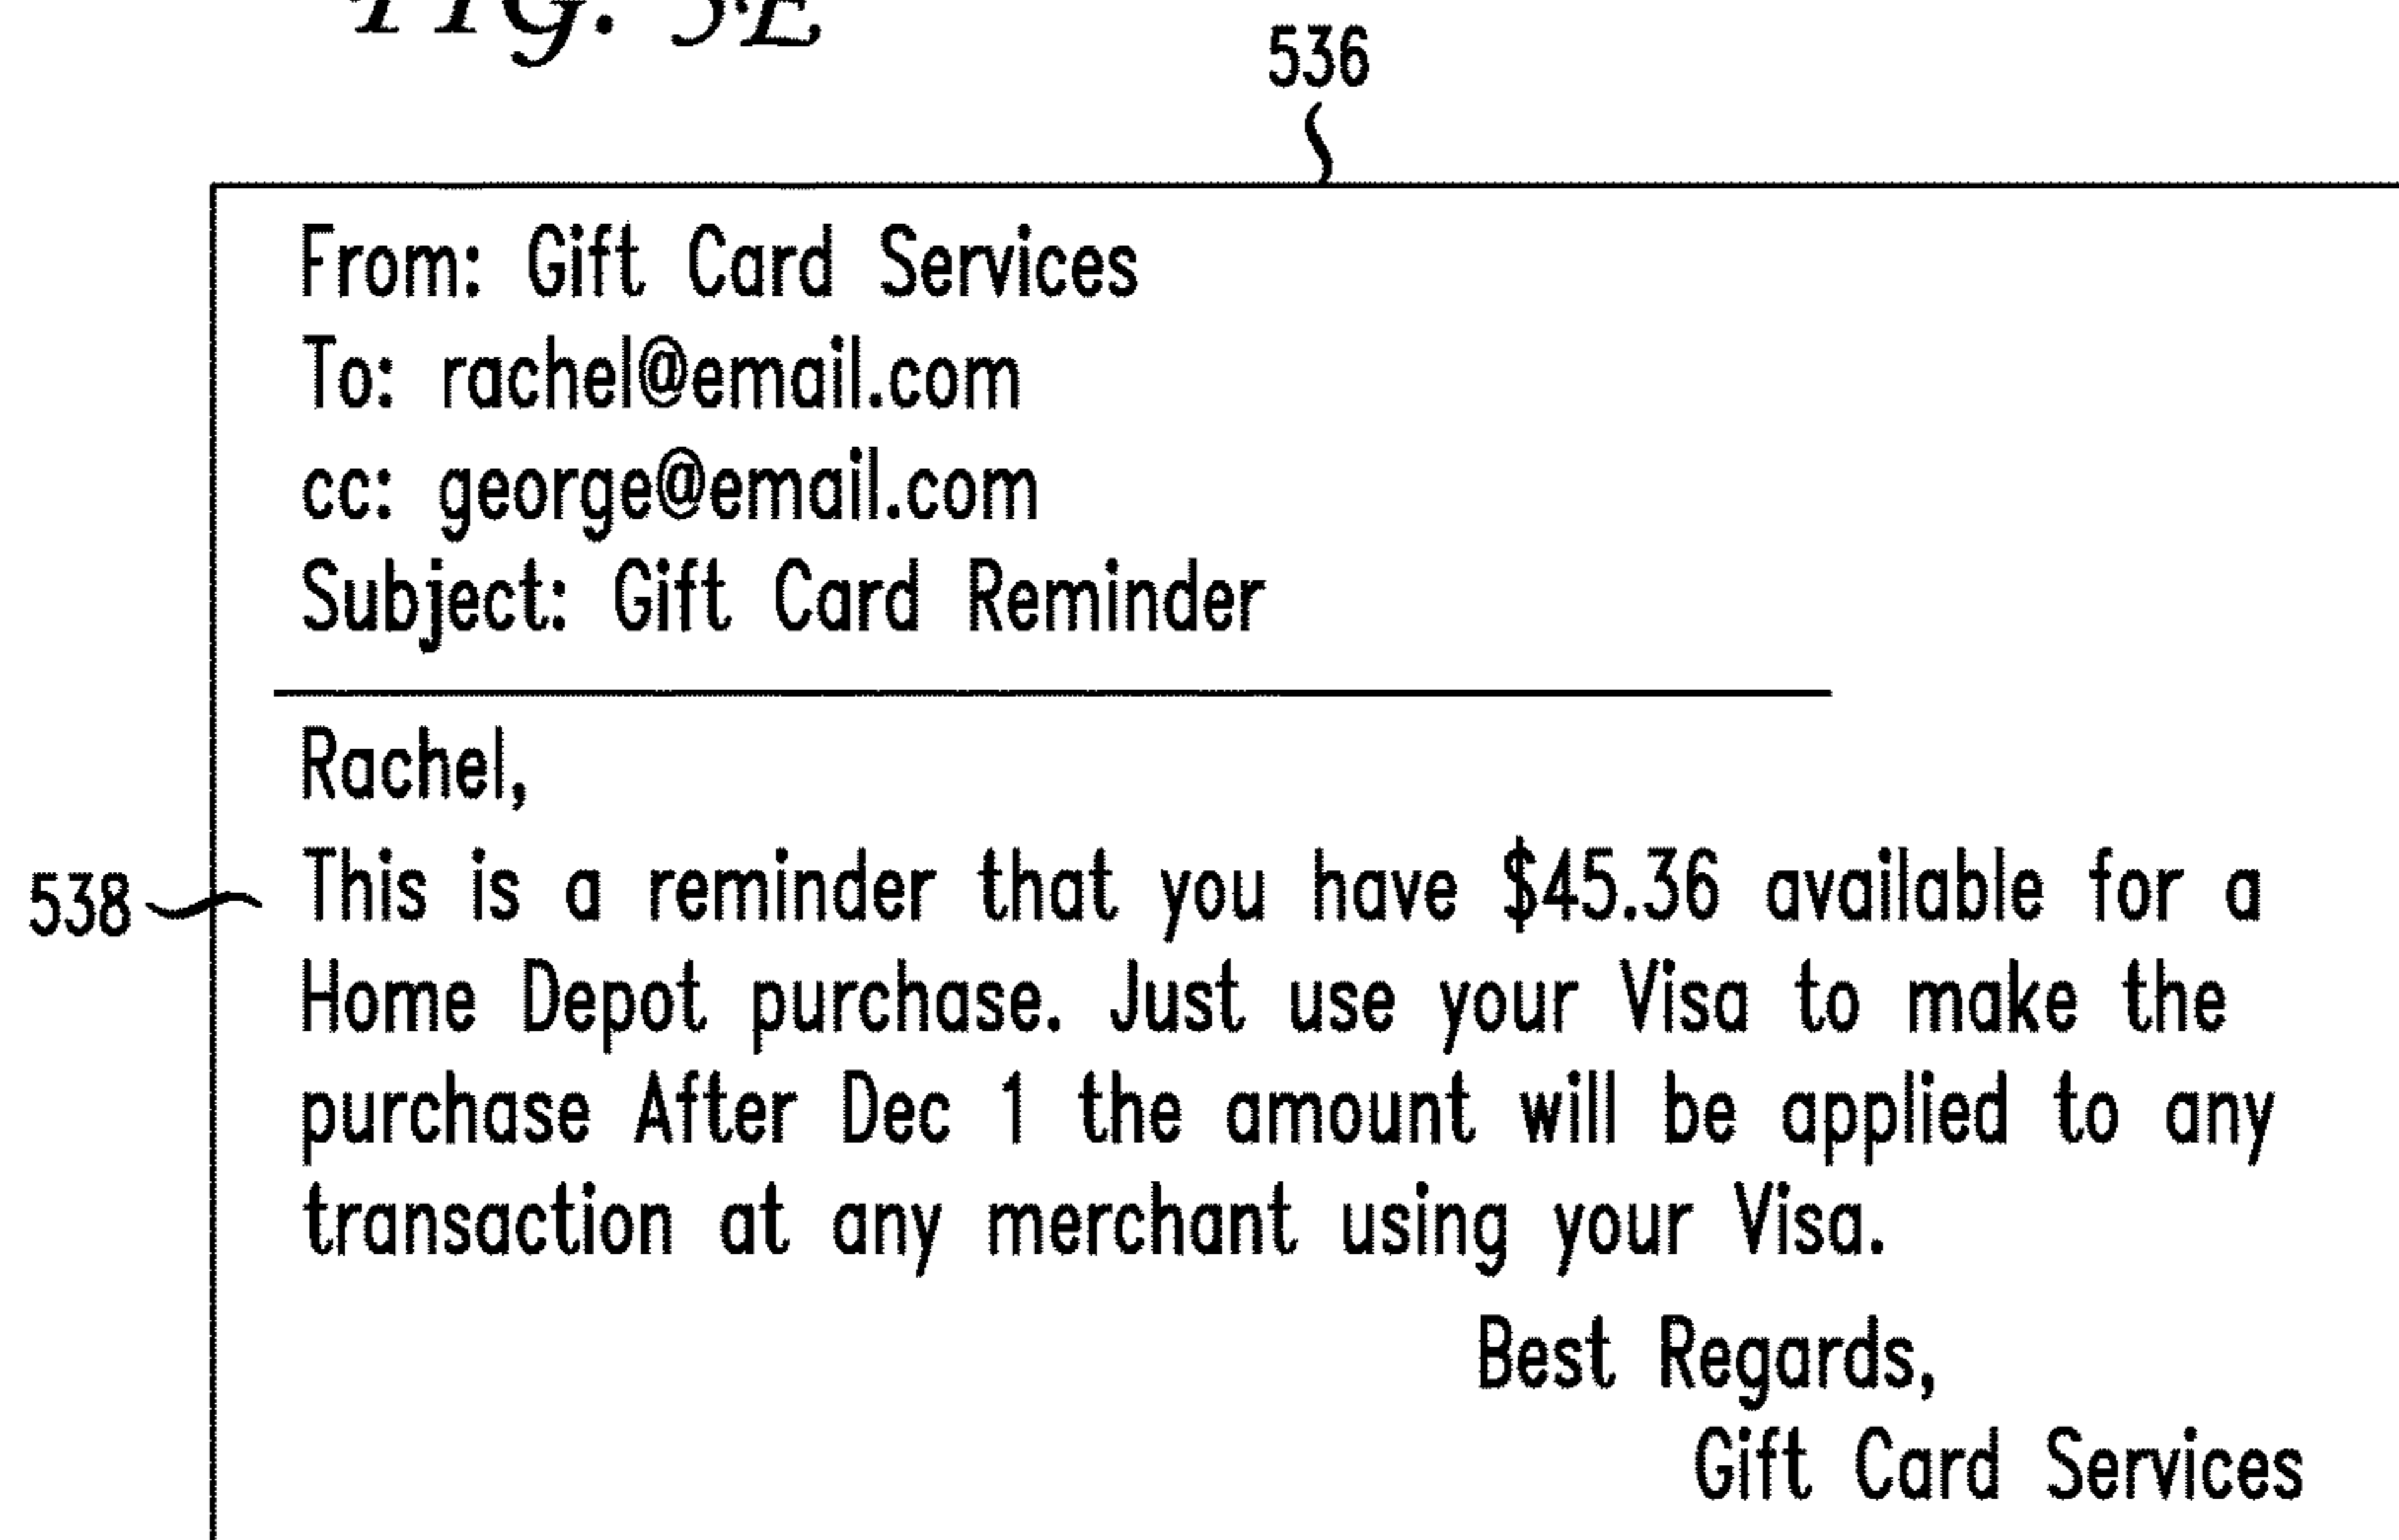 FIG. 5E
536
From: Gift Card Services
To: rachel@email.com
cc: george@email.com
Subject: Gift Card Reminder
Rachel,
538
This is a reminder that you have $45.36 available for a
Home Depot purchase. Just use your Visa to make the
purchase After Dec 1 the amount will be applied to any
transaction at any merchant using your Visa.
Best Regards,
Gift Card Services